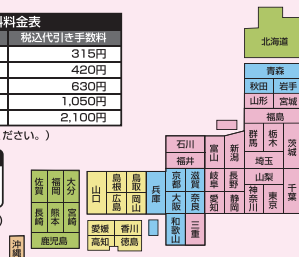 料金表
税込代引き手数料
315円
420円
630円
1,050円
2,100円
ださい。）
北海道
青森
秋田 岩手
山形 宮城
福島
群馬 栃木 茨城
石川 富山 新潟
福井
埼玉
山梨
佐賀 福岡 大分
山口 島根 鳥取 兵庫 京都 滋賀 岐阜 長野
広島 岡山
長崎 熊本 宮崎
大阪 奈良 愛知 静岡 神奈川 東京 千葉
愛媛 香川
和歌山 三重
高知 徳島
鹿児島
沖縄